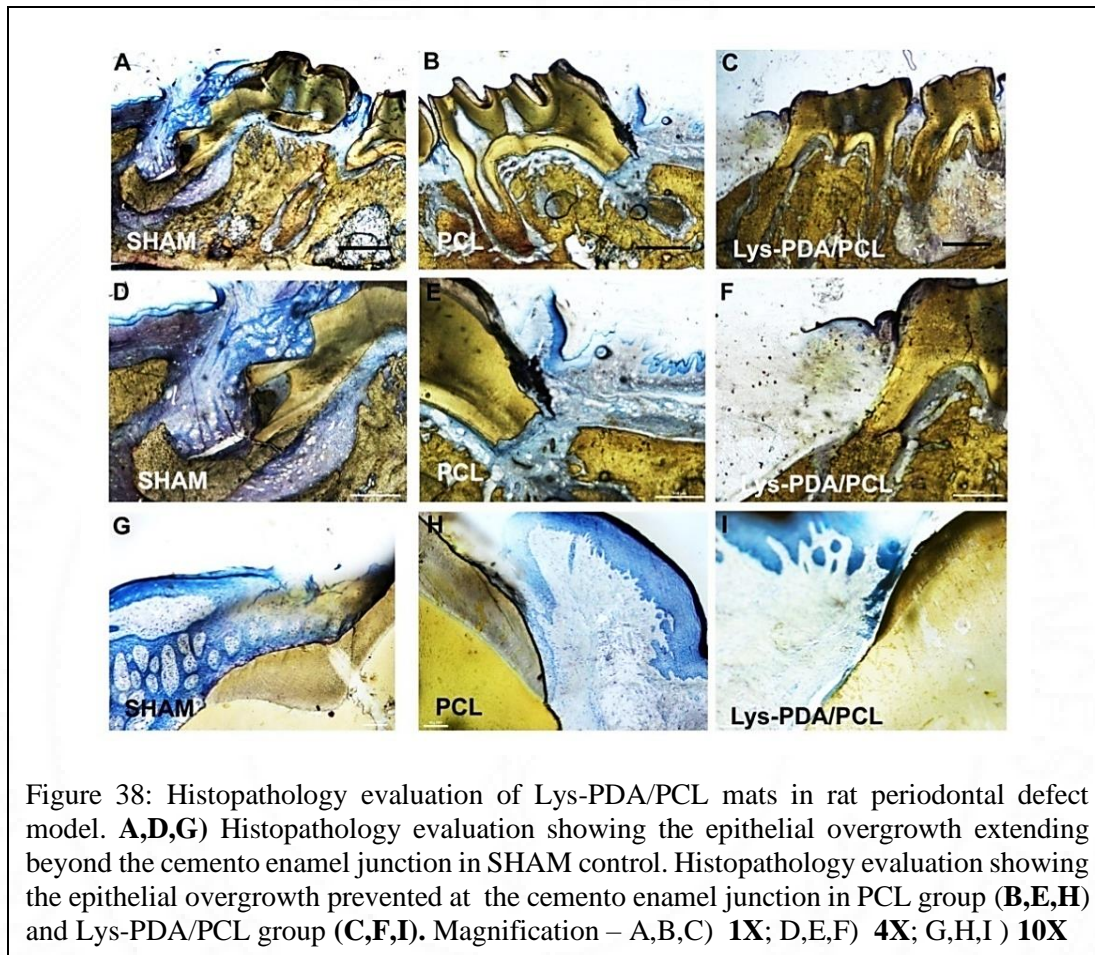 A
B
C
SHAM
PCL
Lys-PDA/PCL
D
E
F
SHAM
PCL
Lys-PDA/PCL
G
H
I
SHAM
PCL
Lys-PDA/PCL
Figure 38: Histopathology evaluation of Lys-PDA/PCL mats in rat periodontal defect
model. A,D,G) Histopathology evaluation showing the epithelial overgrowth extending
beyond the cemento enamel junction in SHAM control. Histopathology evaluation showing
the epithelial overgrowth prevented at the cemento enamel junction in PCL group (B,E,H)
and Lys-PDA/PCL group (C,F,I). Magnification – A,B,C) 1X; D,E,F) 4X; G,H,I ) 10X